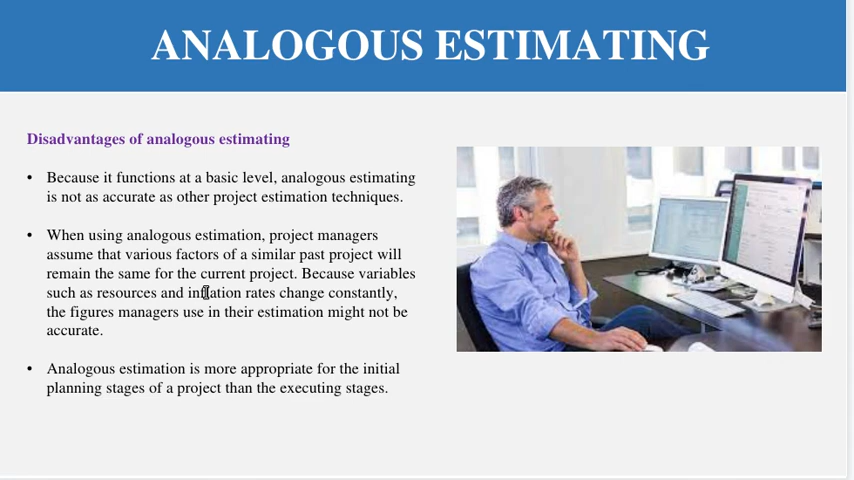 ANALOGOUS ESTIMATING
Disadvantages of analogous estimating
• Because it functions at a basic level, analogous estimating
is not as accurate as other project estimation techniques.
• When using analogous estimation, project managers
assume that various factors of a similar past project will
remain the same for the current project. Because variables
such as resources and inflation rates change constantly,
the figures managers use in their estimation might not be
accurate.
• Analogous estimation is more appropriate for the initial
planning stages of a project than the executing stages.